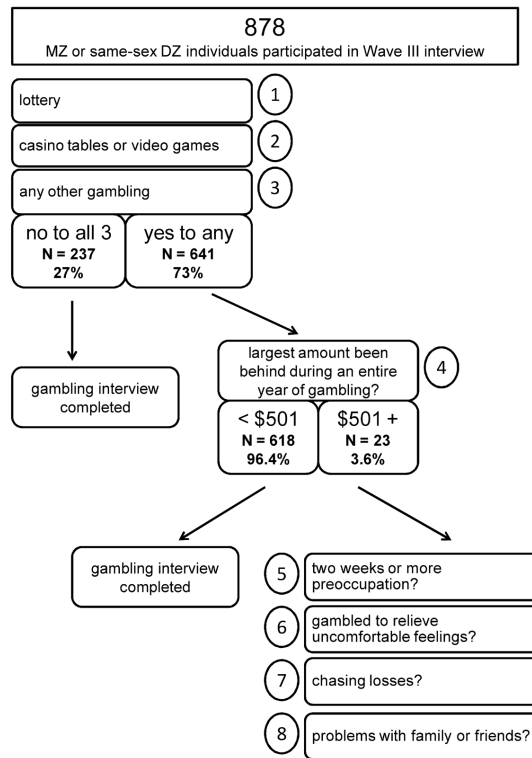 878
MZ or same-sex DZ individuals participated in Wave III interview
lottery
1
casino tables or video games
2
any other gambling
3
no to all 3
N = 237
27%
yes to any
N = 641
73%
gambling interview
completed
largest amount been
behind during an entire
year of gambling?
4
< $501
N = 618
96.4%
$501 +
N = 23
3.6%
gambling interview
completed
5
two weeks or more
preoccupation?
6
gambled to relieve
uncomfortable feelings?
7
chasing losses?
8
problems with family or friends?